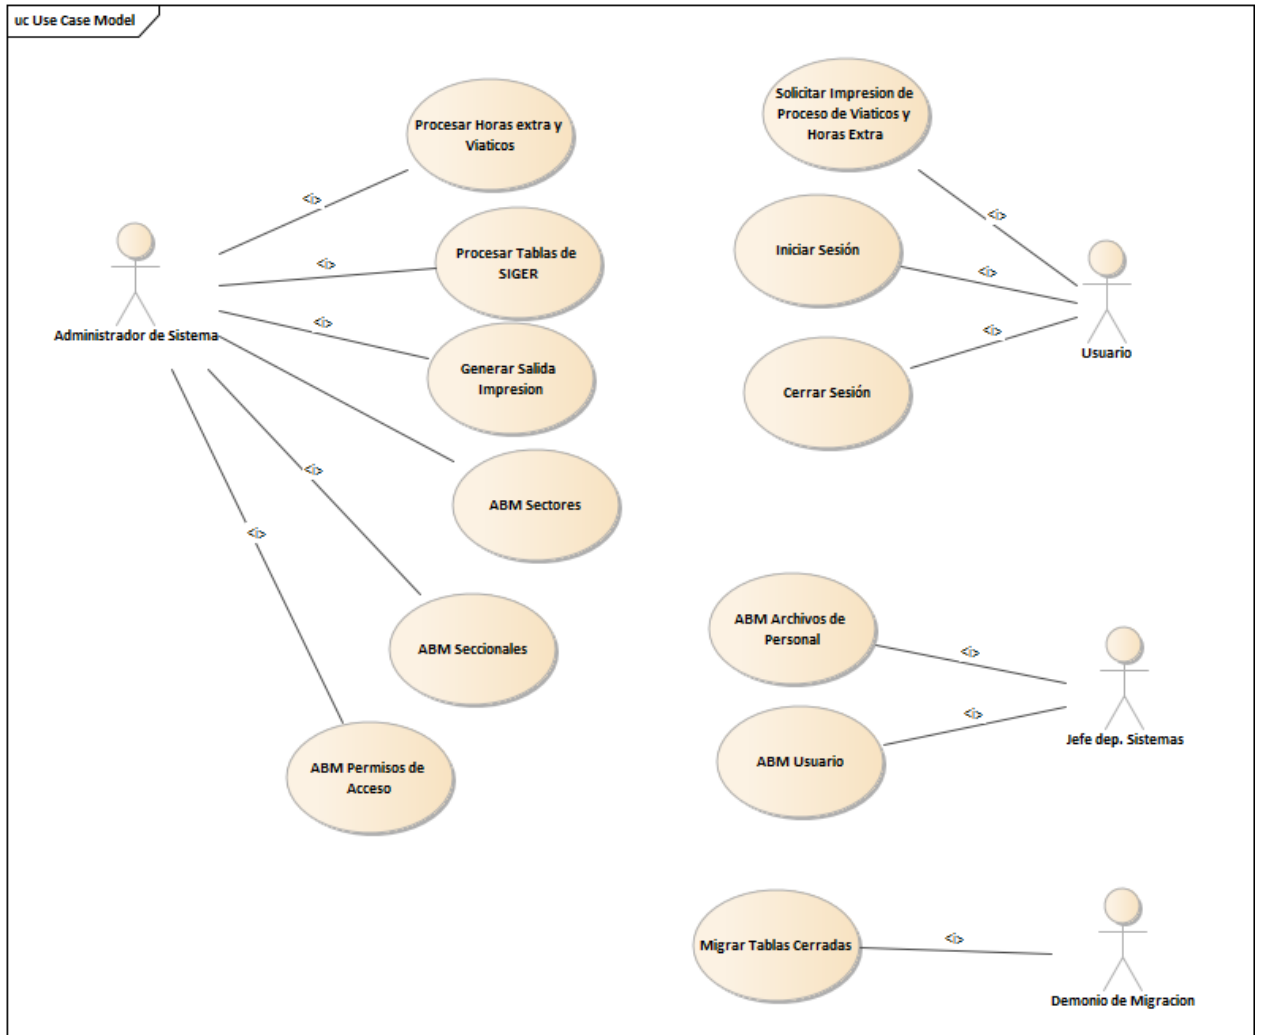 uc Use Case Model
Procesar Horas extra y
Viaticos
<i>
Procesar Tablas de
SIGER
<i>
Administrador de Sistema
Generar Salida
Impresion
<i>
ABM Sectores
ABM Seccionales
<i>
ABM Permisos de
Acceso
<i>
Solicitar Impresion de
Proceso de Viaticos y
Horas Extra
<i>
Iniciar Sesión
<i>
Cerrar Sesión
<i>
Usuario
ABM Archivos de
Personal
<i>
ABM Usuario
<i>
Jefe dep. Sistemas
Migrar Tablas Cerradas
<i>
Demonio de Migracion